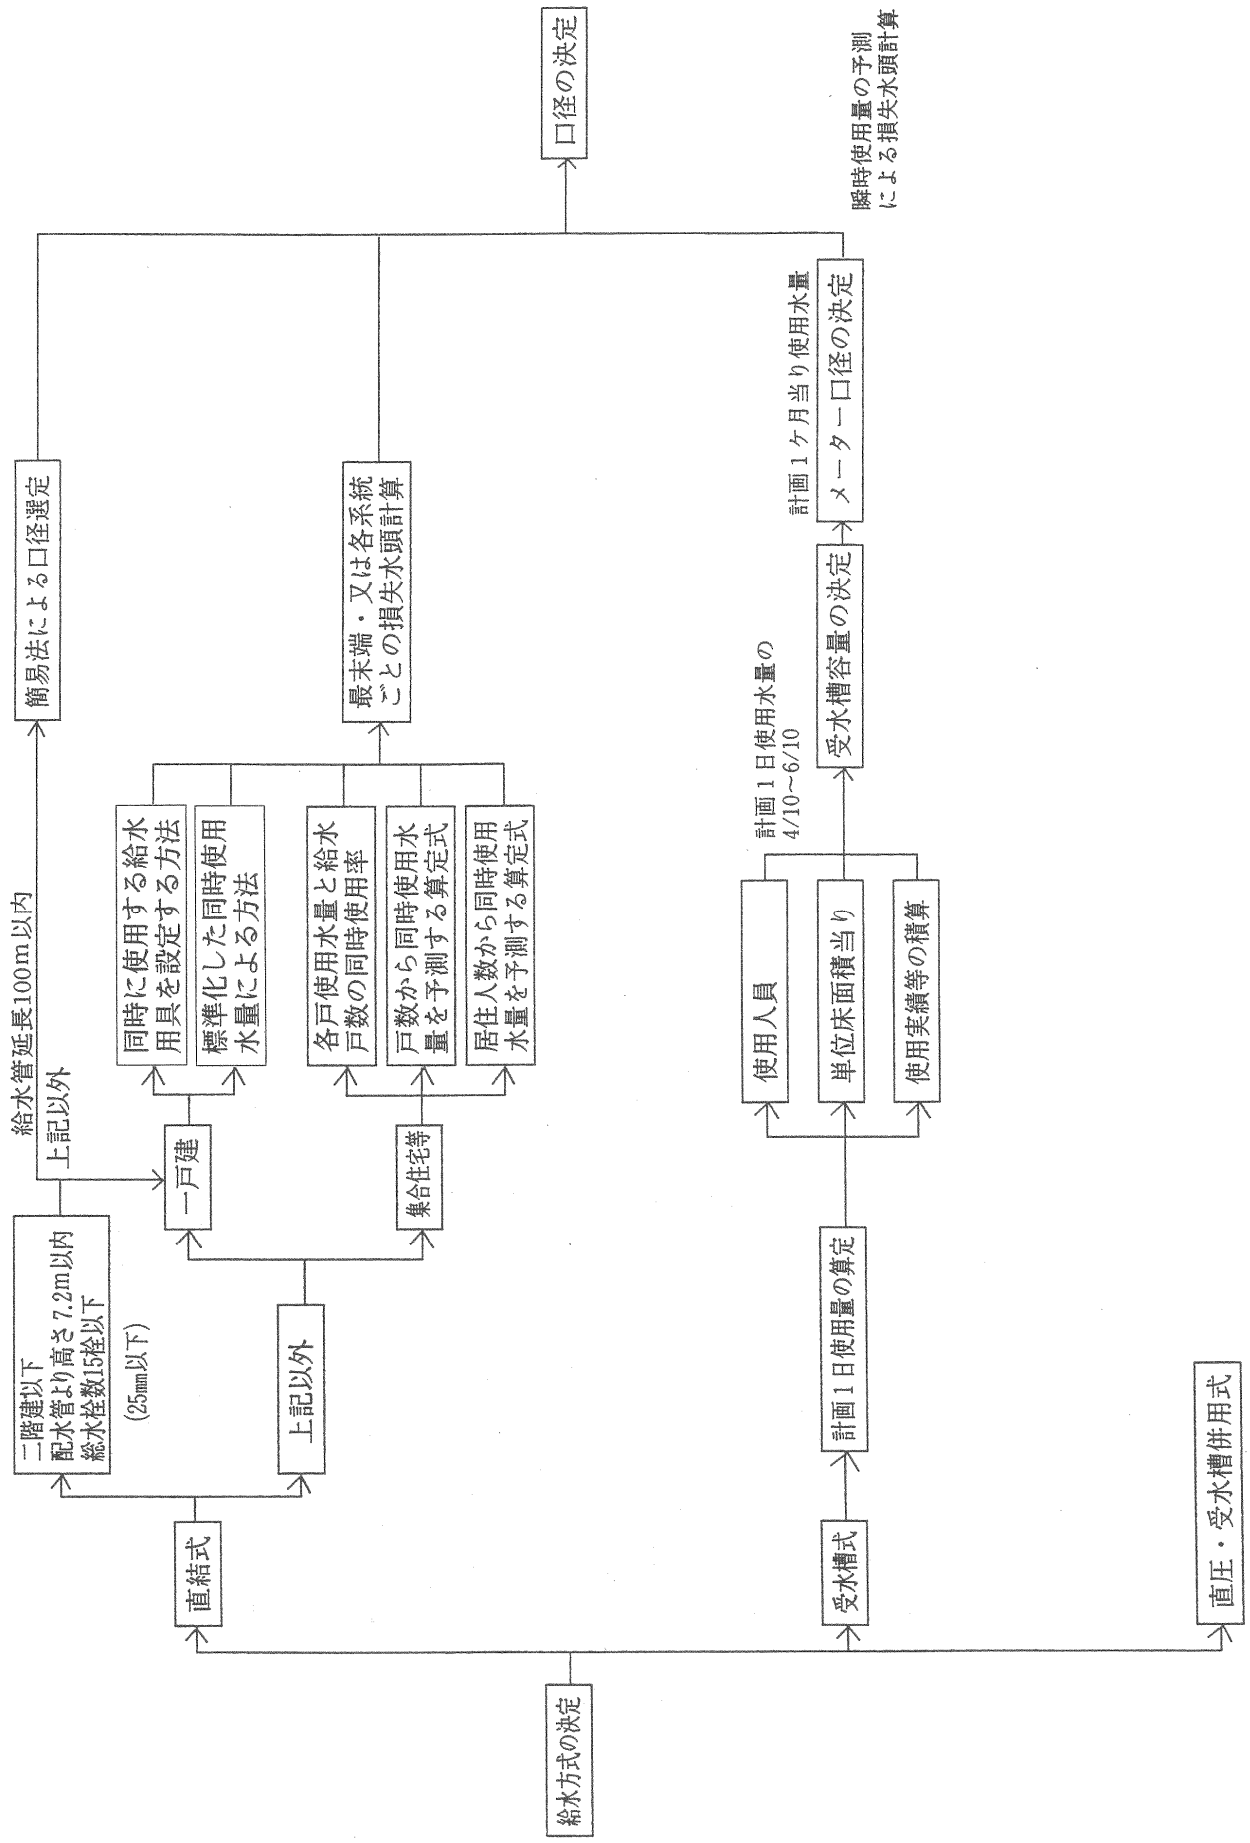 給水方式の決定
直結式
二階建以下
配水管より高さ7.2m以内
総水栓数15栓以下
(25mm以下)
上記以外
給水管延長100m以内
上記以外
一戸建
集合住宅等
同時に使用する給水
用具を設定する方法
標準化した同時使用
水量による方法
各戸使用水量と給水
戸数の同時使用率
戸数から同時使用水
量を予測する算定式
居住人数から同時使用
水量を予測する算定式
簡易法による口径選定
最末端・又は各系統
ごとの損失水頭計算
受水槽式
計画1日使用量の算定
使用人員
単位床面積当り
使用実績等の積算
計画1日使用水量の
4/10~6/10
受水槽容量の決定
計画1ケ月当り使用水量
メーター口径の決定
口径の決定
瞬時使用量の予測
による損失水頭計算
直圧・受水槽併用式